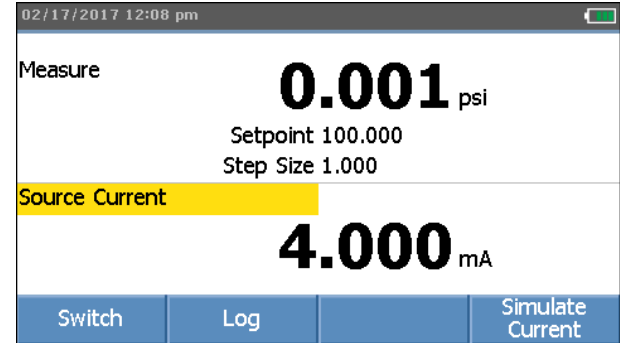 02/17/2017 12:08 pm
Measure
0.001 psi
Setpoint 100.000
Step Size 1.000
Source Current
4.000 mA
Switch Log Simulate
Current